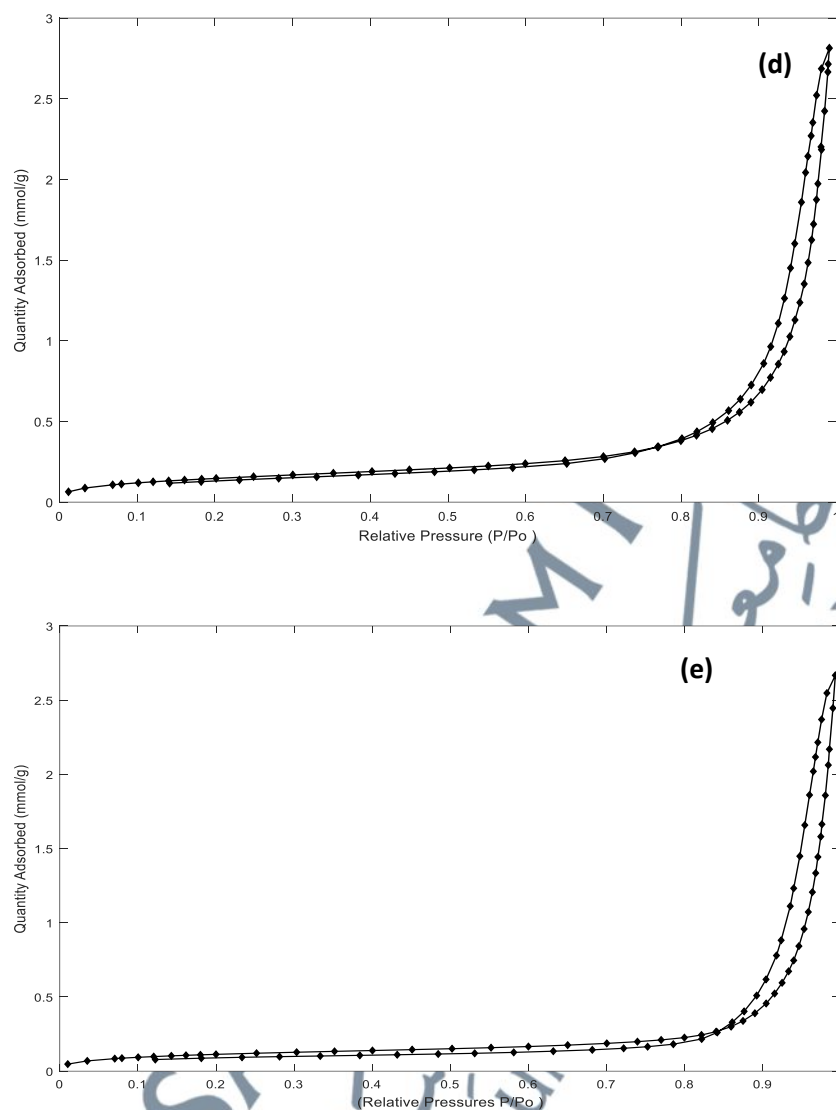 (d)
3
2.5
2
1.5
1
0.5
0
Quantity Adsorbed (mmol/g)
0 0.1 0.2 0.3 0.4 0.5 0.6 0.7 0.8 0.9 1
Relative Pressure (P/Po )
(e)
3
2.5
2
1.5
1
0.5
0
Quantity Adsorbed (mmol/g)
0 0.1 0.2 0.3 0.4 0.5 0.6 0.7 0.8 0.9
(Relative Pressures P/Po )